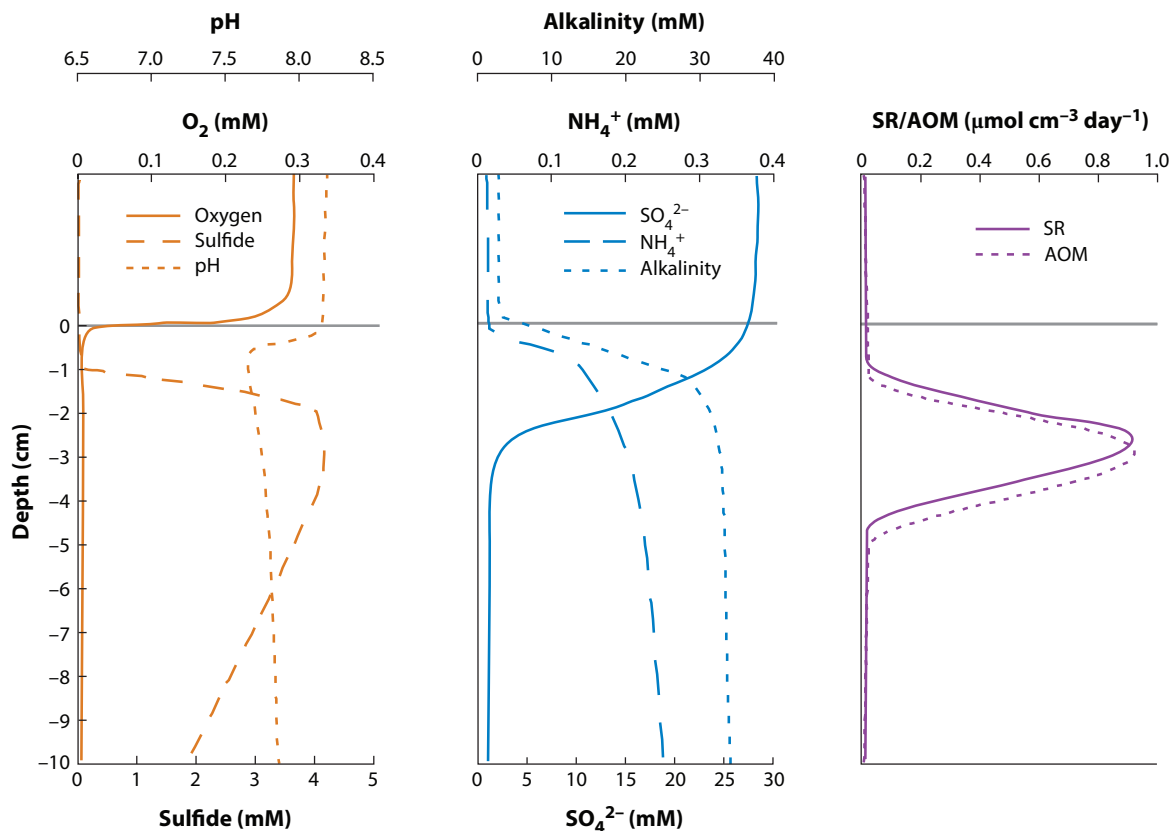 pH
6.5 7.0 7.5 8.0 8.5
O₂ (mM)
0 0.1 0.2 0.3 0.4
Oxygen
Sulfide
pH
Depth (cm)
0
−1
−2
−3
−4
−5
−6
−7
−8
−9
−10
0 1 2 3 4 5
Sulfide (mM)
Alkalinity (mM)
0 10 20 30 40
NH₄⁺ (mM)
0 0.1 0.2 0.3 0.4
SO₄²⁻
NH₄⁺
Alkalinity
0 5 10 15 20 25 30
SO₄²⁻ (mM)
SR/AOM (μmol cm⁻³ day⁻¹)
0 0.2 0.4 0.6 0.8 1.0
SR
AOM